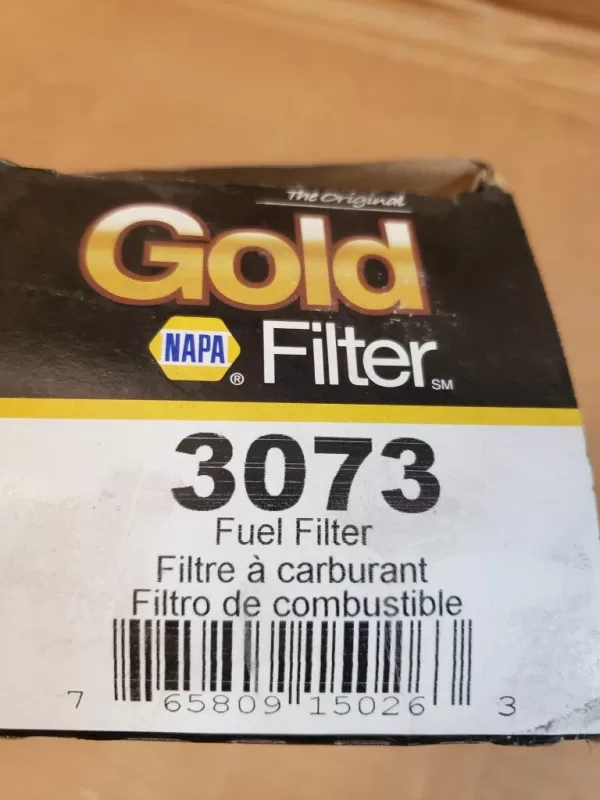 The Original
Gold
NAPA ® Filter SM
3073
Fuel Filter
Filtre à carburant
Filtro de combustible
7 65809 15026 3